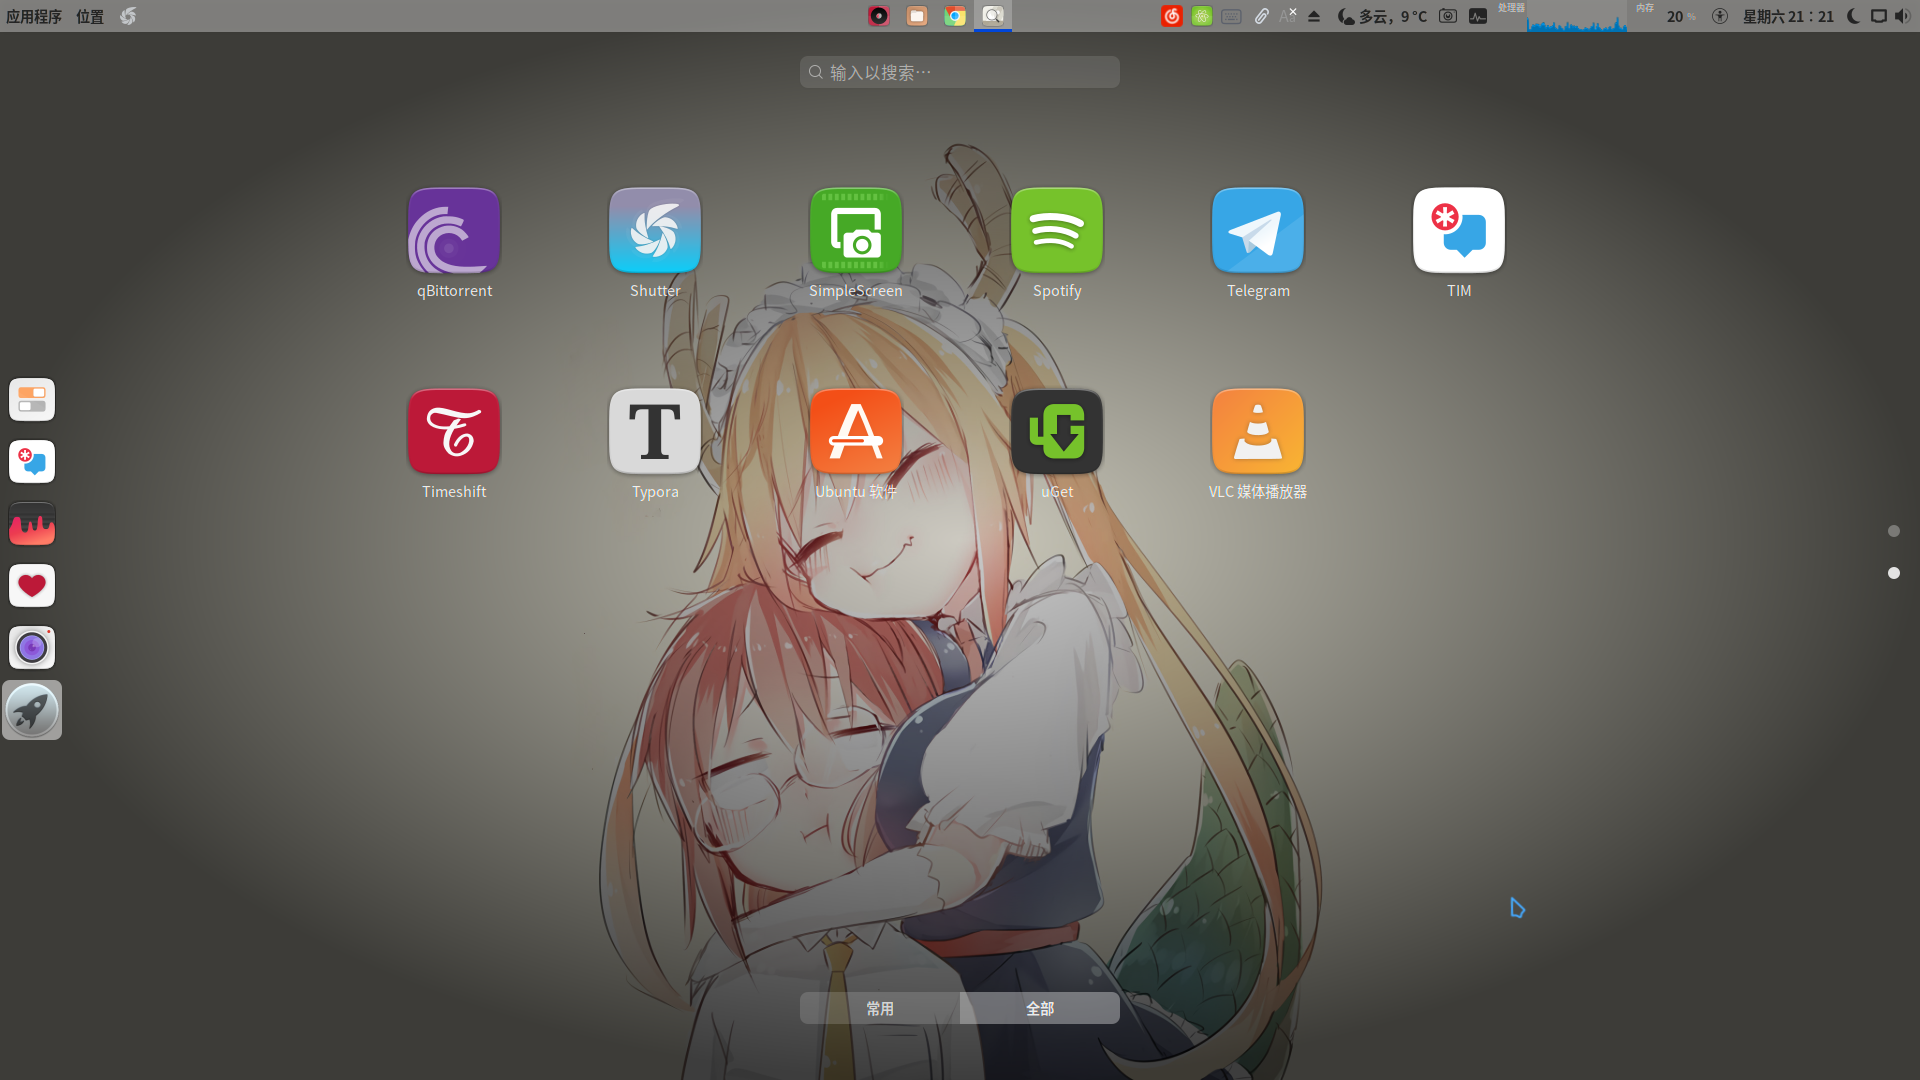 应用程序 位置
多云，9 °C
处理器
内存
20 %
星期六 21：21
输入以搜索…
qBittorrent
Shutter
SimpleScreen
Spotify
Telegram
TIM
Timeshift
Typora
Ubuntu 软件
uGet
VLC 媒体播放器
常用
全部